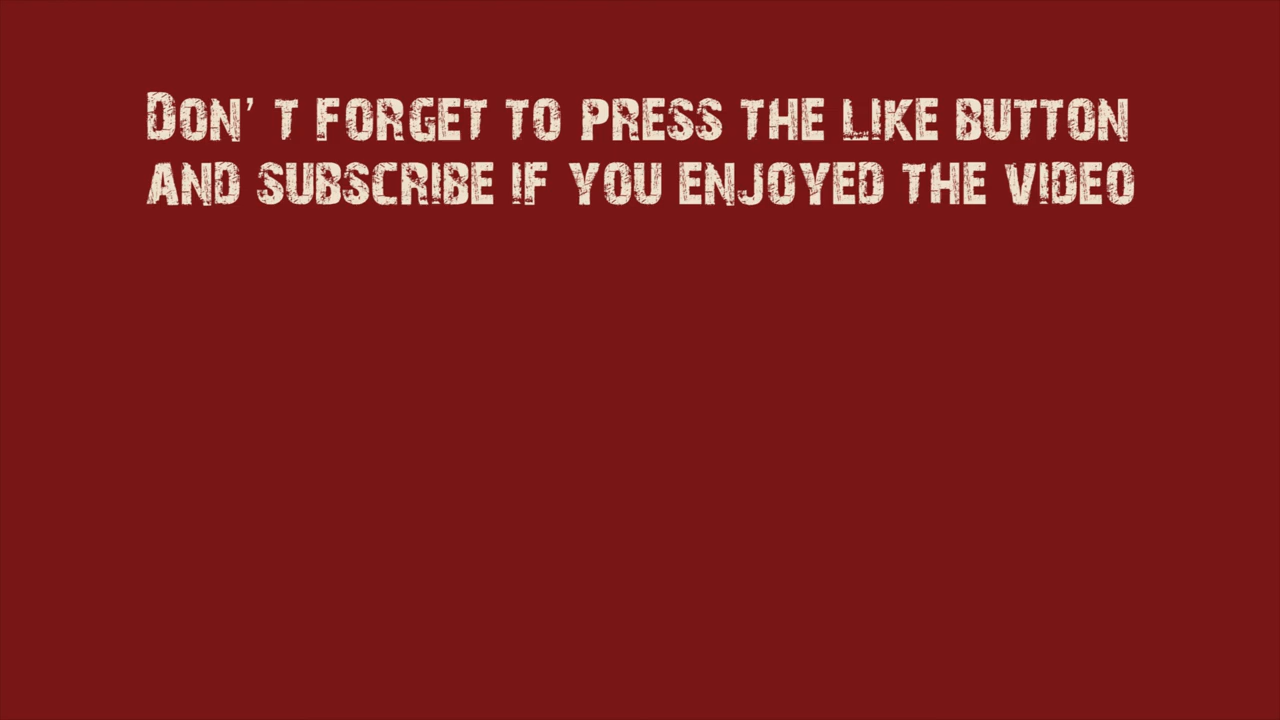 Don't forget to press the like button
and subscribe if you enjoyed the video